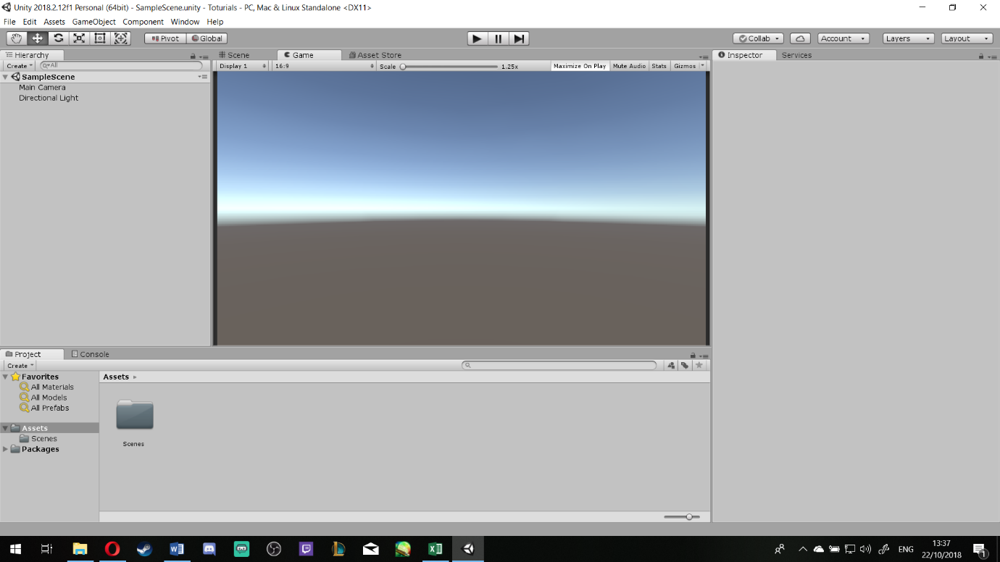 Unity 2018.2.12f1 Personal (64bit) - SampleScene.unity - Toturials - PC, Mac & Linux Standalone <DX11>
File Edit Assets GameObject Component Window Help
Pivot Global Collab Account Layers Layout
Hierarchy Scene Game Asset Store Inspector Services
Create All Display 1 16:9 Scale 1.25x Maximize On Play Mute Audio Stats Gizmos
SampleScene
Main Camera
Directional Light
Project Console
Create
Favorites Assets
All Materials
All Models
All Prefabs
Assets
Scenes
Packages
Scenes
ENG 13:37
22/10/2018
1